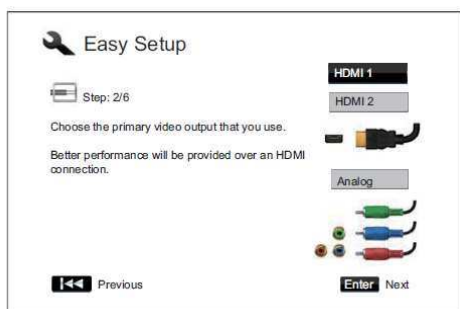 Easy Setup
Step: 2/6
Choose the primary video output that you use.
Better performance will be provided over an HDMI
connection.
HDMI 1
HDMI 2
Analog
Previous
Enter Next